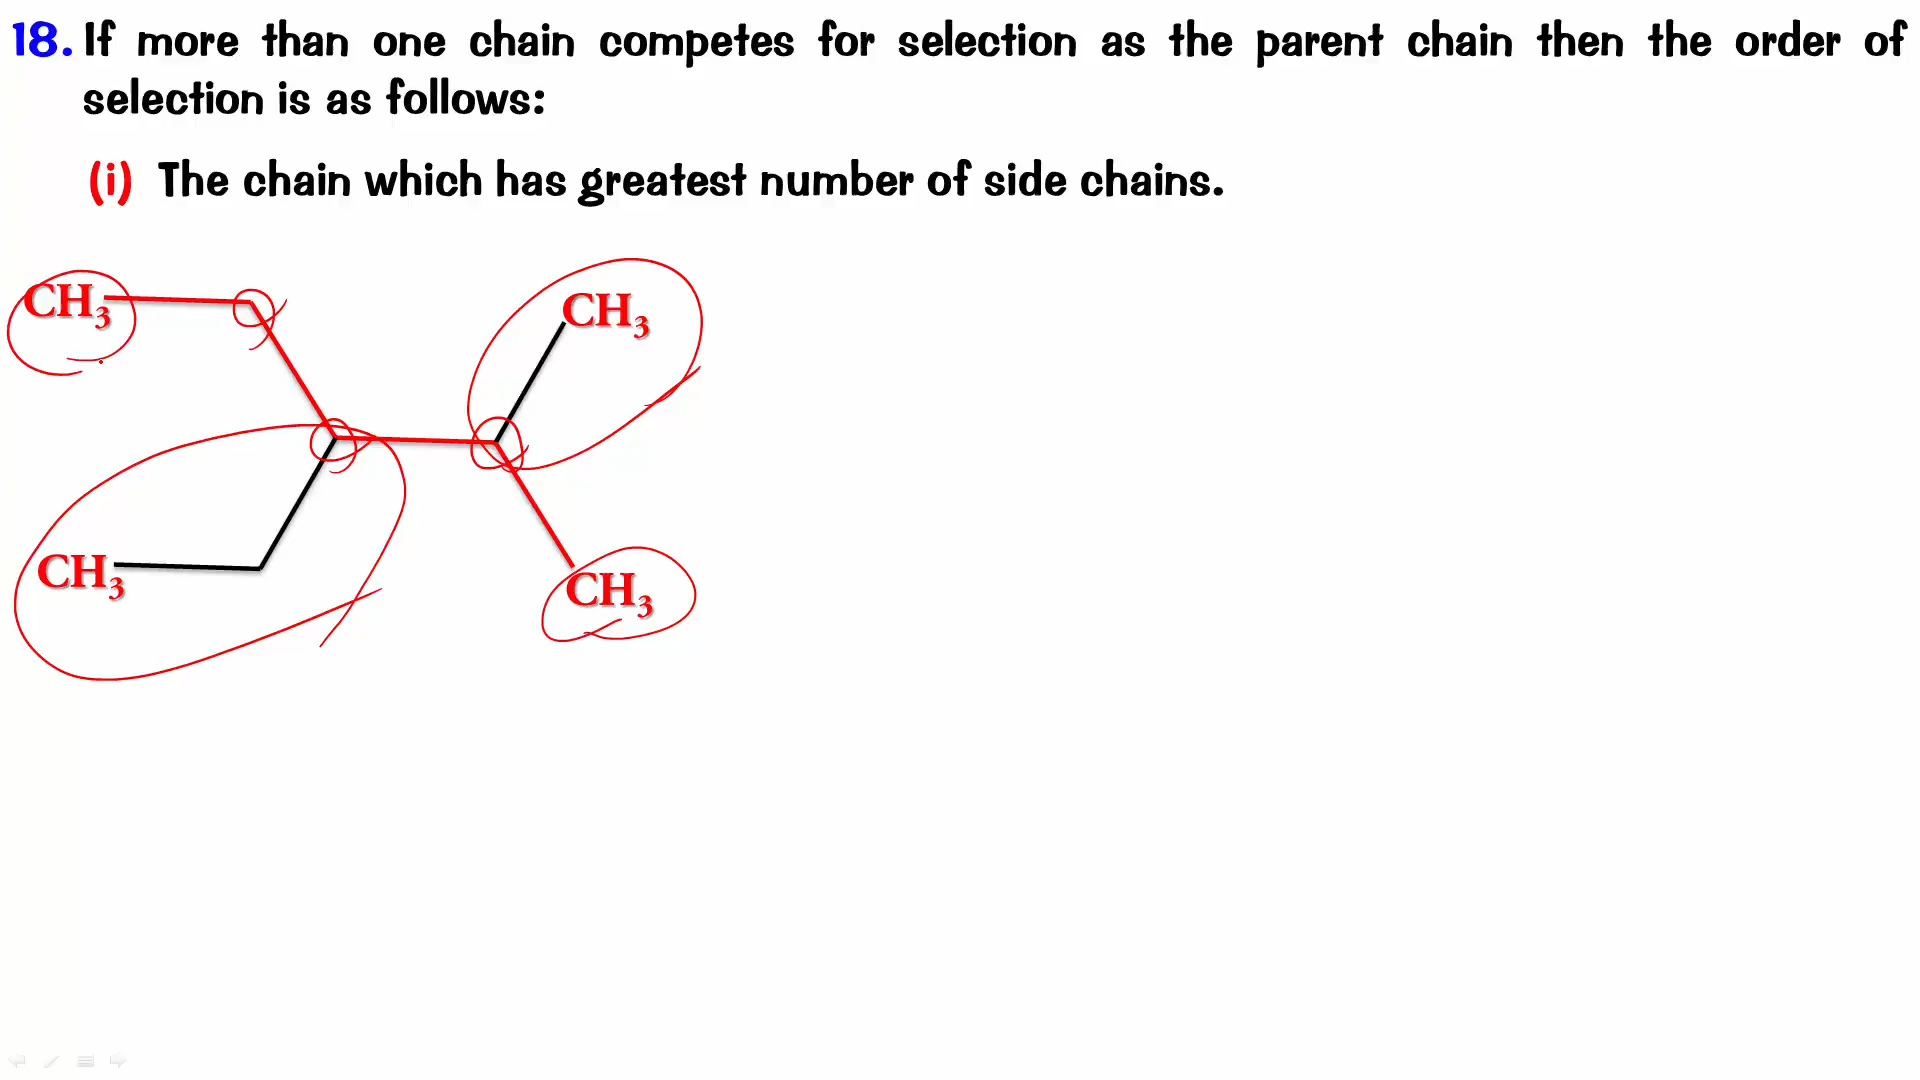 18. If more than one chain competes for selection as the parent chain then the order of
selection is as follows:
(i) The chain which has greatest number of side chains.
CH₃
CH₃
CH₃
CH₃